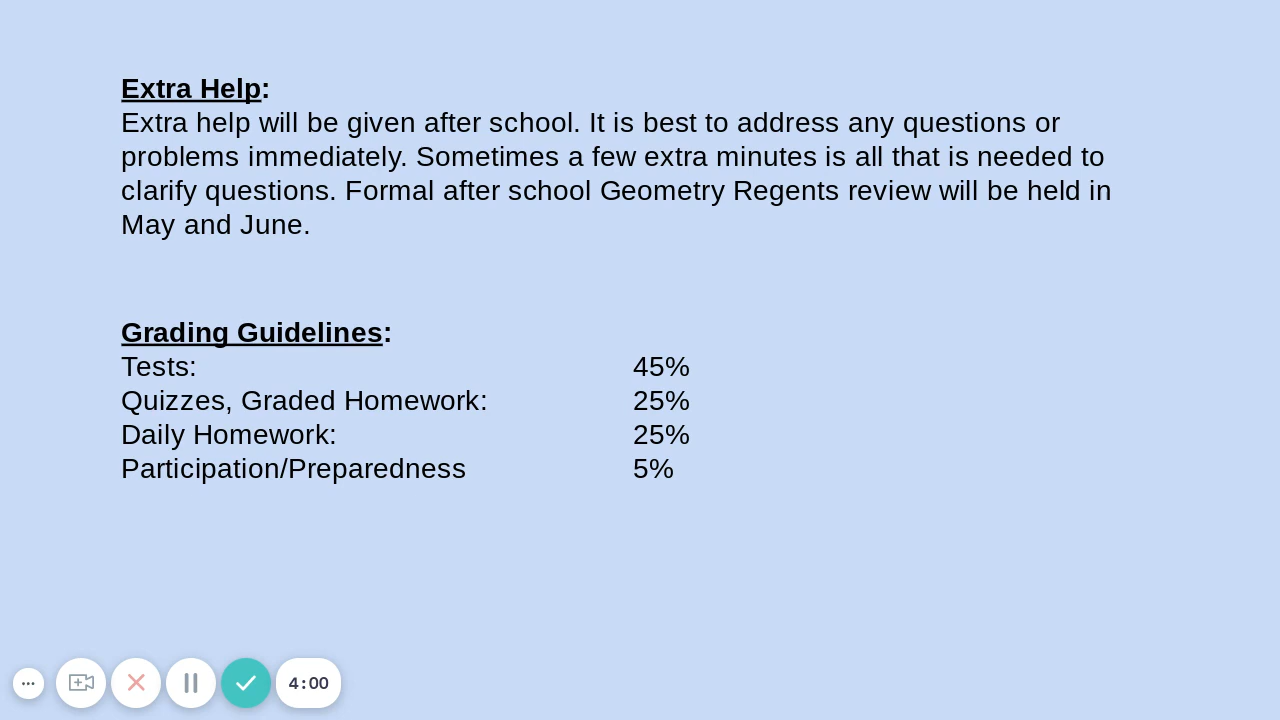 Extra Help:
Extra help will be given after school. It is best to address any questions or
problems immediately. Sometimes a few extra minutes is all that is needed to
clarify questions. Formal after school Geometry Regents review will be held in
May and June.
Grading Guidelines:
Tests: 45%
Quizzes, Graded Homework: 25%
Daily Homework: 25%
Participation/Preparedness 5%
4:00